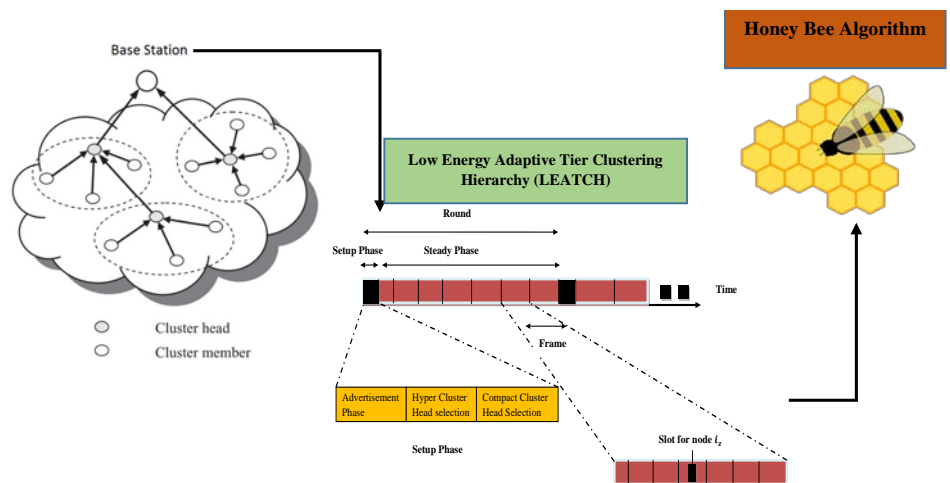 Honey Bee Algorithm
Base Station
Low Energy Adaptive Tier Clustering
Hierarchy (LEATCH)
Round
Setup Phase
Steady Phase
Time
Frame
Cluster head
Cluster member
Advertisement
Phase
Hyper Cluster
Head selection
Compact Cluster
Head Selection
Setup Phase
Slot for node i_z